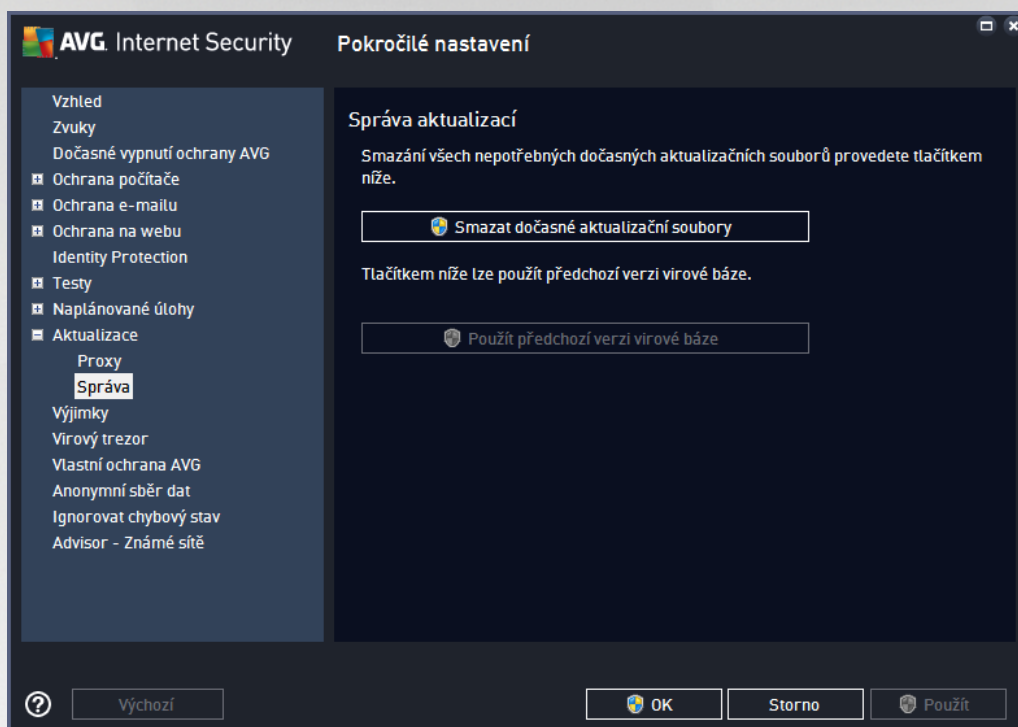 AVG. Internet Security
Pokročilé nastavení
Vzhled
Zvuky
Dočasné vypnutí ochrany AVG
Ochrana počítače
Ochrana e-mailu
Ochrana na webu
Identity Protection
Testy
Naplánované úlohy
Aktualizace
Proxy
Správa
Výjimky
Virový trezor
Vlastní ochrana AVG
Anonymní sběr dat
Ignorovat chybový stav
Advisor - Známé sítě
Správa aktualizací
Smazání všech nepotřebných dočasných aktualizačních souborů provedete tlačítkem
níže.
Smazat dočasné aktualizační soubory
Tlačítkem níže lze použít předchozí verzi virové báze.
Použít předchozí verzi virové báze
Výchozí
OK
Storno
Použít